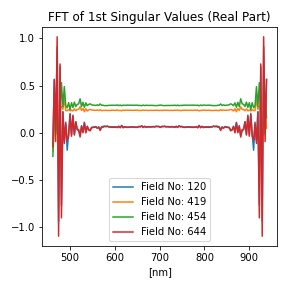 FFT of 1st Singular Values (Real Part)
1.0
0.5
0.0
−0.5
−1.0
Field No: 120
Field No: 419
Field No: 454
Field No: 644
500 600 700 800 900
[nm]